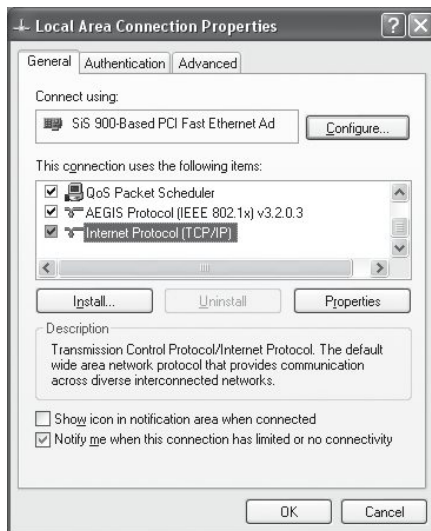 Local Area Connection Properties
General Authentication Advanced
Connect using:
SiS 900-Based PCI Fast Ethernet Ad Configure...
This connection uses the following items:
QoS Packet Scheduler
AEGIS Protocol (IEEE 802.1x) v3.2.0.3
Internet Protocol (TCP/IP)
Install... Uninstall Properties
Description
Transmission Control Protocol/Internet Protocol. The default
wide area network protocol that provides communication
across diverse interconnected networks.
Show icon in notification area when connected
Notify me when this connection has limited or no connectivity
OK Cancel